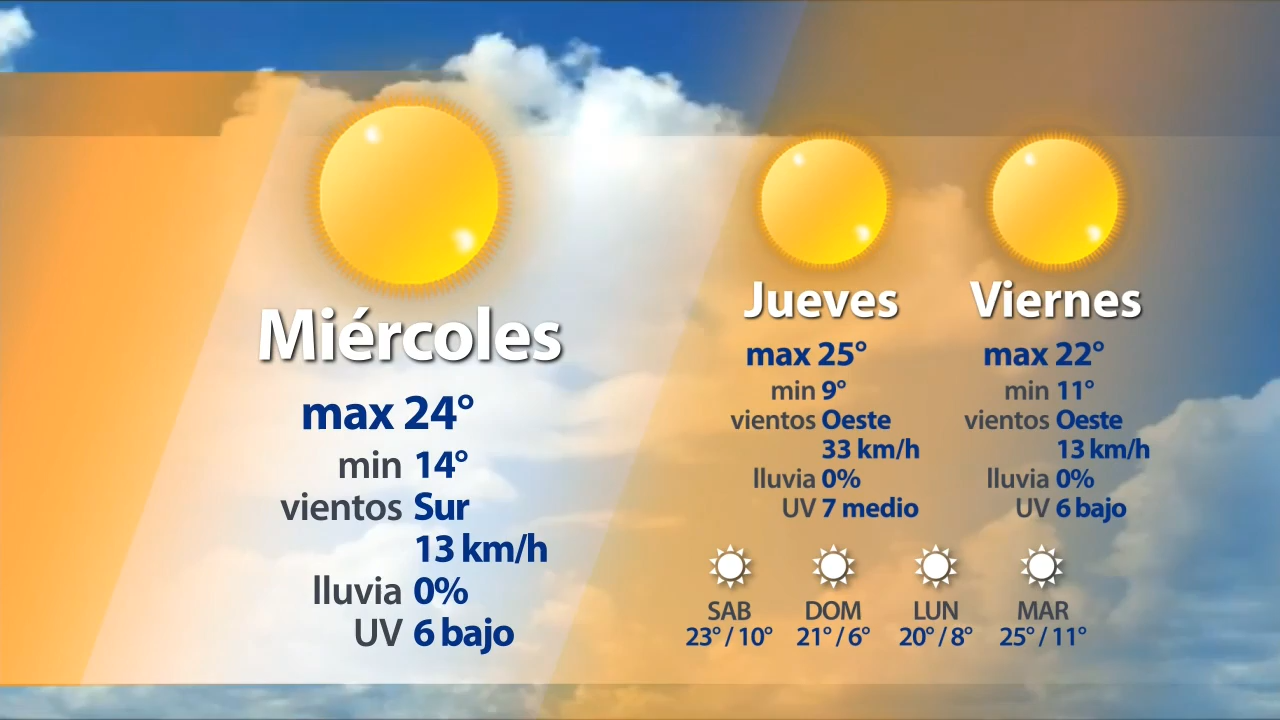 Miércoles
max 24°
min 14°
vientos Sur
13 km/h
lluvia 0%
UV 6 bajo
Jueves
max 25°
min 9°
vientos Oeste
33 km/h
lluvia 0%
UV 7 medio
Viernes
max 22°
min 11°
vientos Oeste
13 km/h
lluvia 0%
UV 6 bajo
SAB
23° / 10°
DOM
21° / 6°
LUN
20° / 8°
MAR
25° / 11°